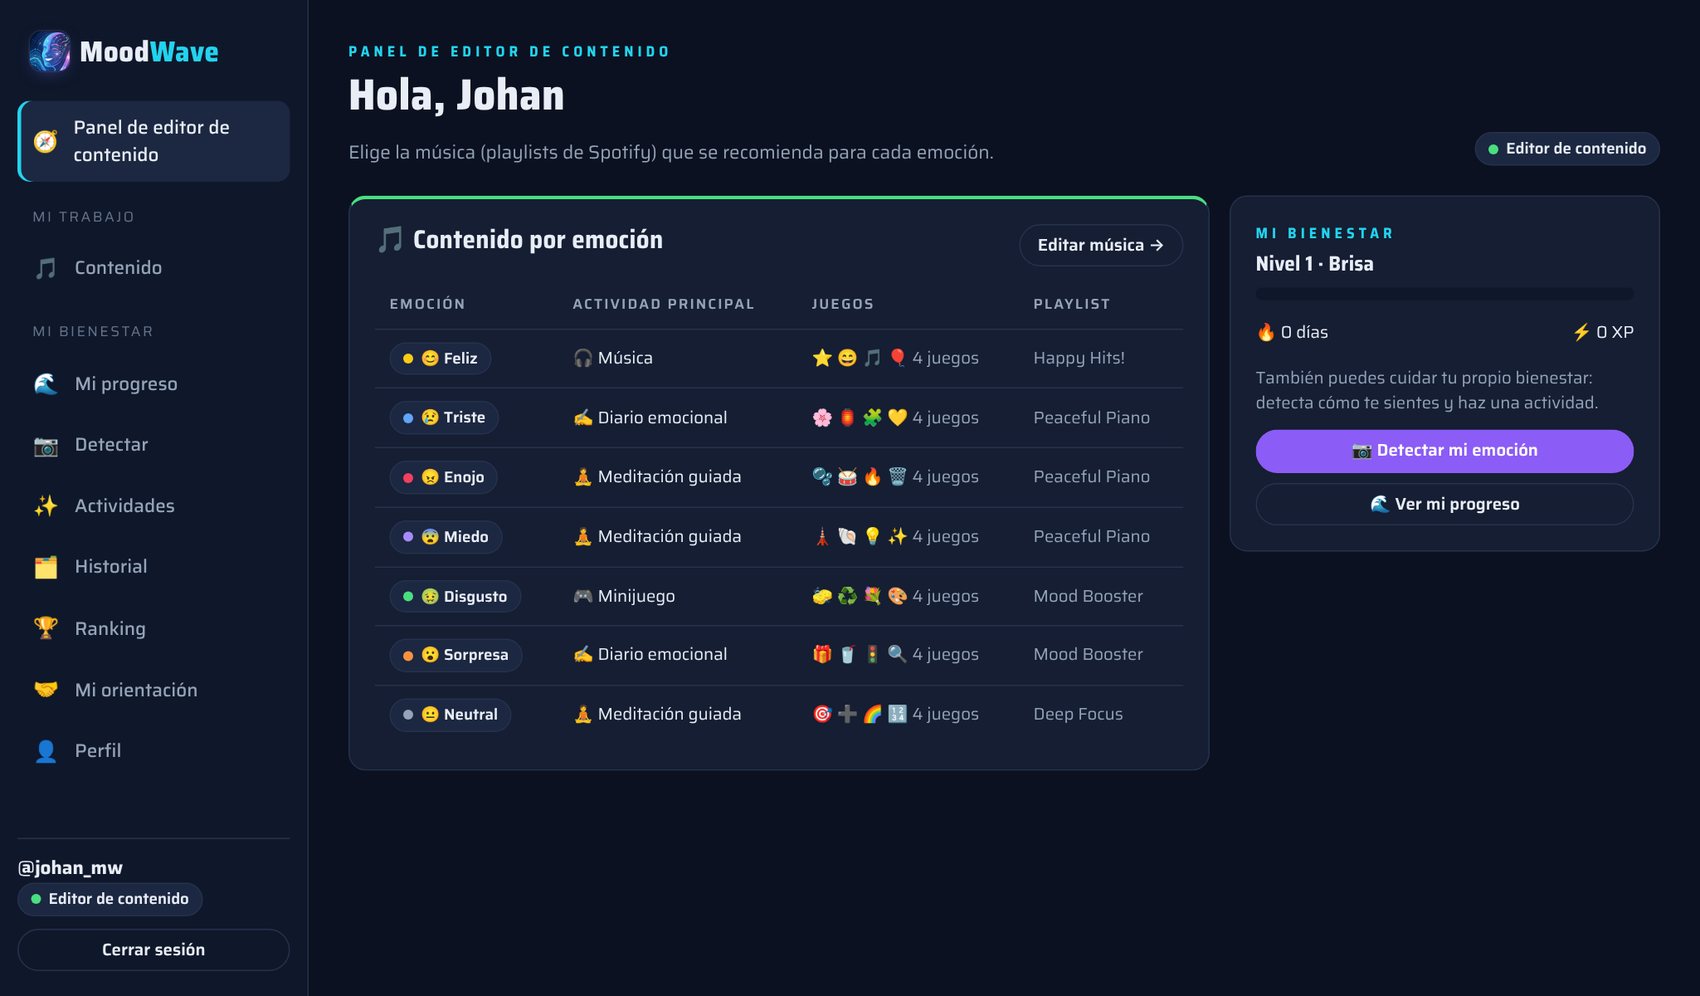 MoodWave
🧭 Panel de editor de
contenido
MI TRABAJO
🎵 Contenido
MI BIENESTAR
🌊 Mi progreso
📷 Detectar
✨ Actividades
🗂️ Historial
🏆 Ranking
🤝 Mi orientación
👤 Perfil
@johan_mw
Editor de contenido
Cerrar sesión
PANEL DE EDITOR DE CONTENIDO
Hola, Johan
Elige la música (playlists de Spotify) que se recomienda para cada emoción.
Editor de contenido
🎵 Contenido por emoción
Editar música →
EMOCIÓN ACTIVIDAD PRINCIPAL JUEGOS PLAYLIST
😊 Feliz 🎧 Música ⭐ 😄 🎵 🎈 4 juegos Happy Hits!
😢 Triste ✍️ Diario emocional 🌸 🏮 🧩 💛 4 juegos Peaceful Piano
😠 Enojo 🧘 Meditación guiada 🫧 🥁 🔥 🗑️ 4 juegos Peaceful Piano
😨 Miedo 🧘 Meditación guiada 🗼 🐚 💡 ✨ 4 juegos Peaceful Piano
🤢 Disgusto 🎮 Minijuego 🧽 ♻️ 💐 🎨 4 juegos Mood Booster
😮 Sorpresa ✍️ Diario emocional 🎁 🥤 🚦 🔍 4 juegos Mood Booster
😐 Neutral 🧘 Meditación guiada 🎯 ➕ 🌈 🔢 4 juegos Deep Focus
MI BIENESTAR
Nivel 1 · Brisa
🔥 0 días ⚡ 0 XP
También puedes cuidar tu propio bienestar:
detecta cómo te sientes y haz una actividad.
📷 Detectar mi emoción
🌊 Ver mi progreso